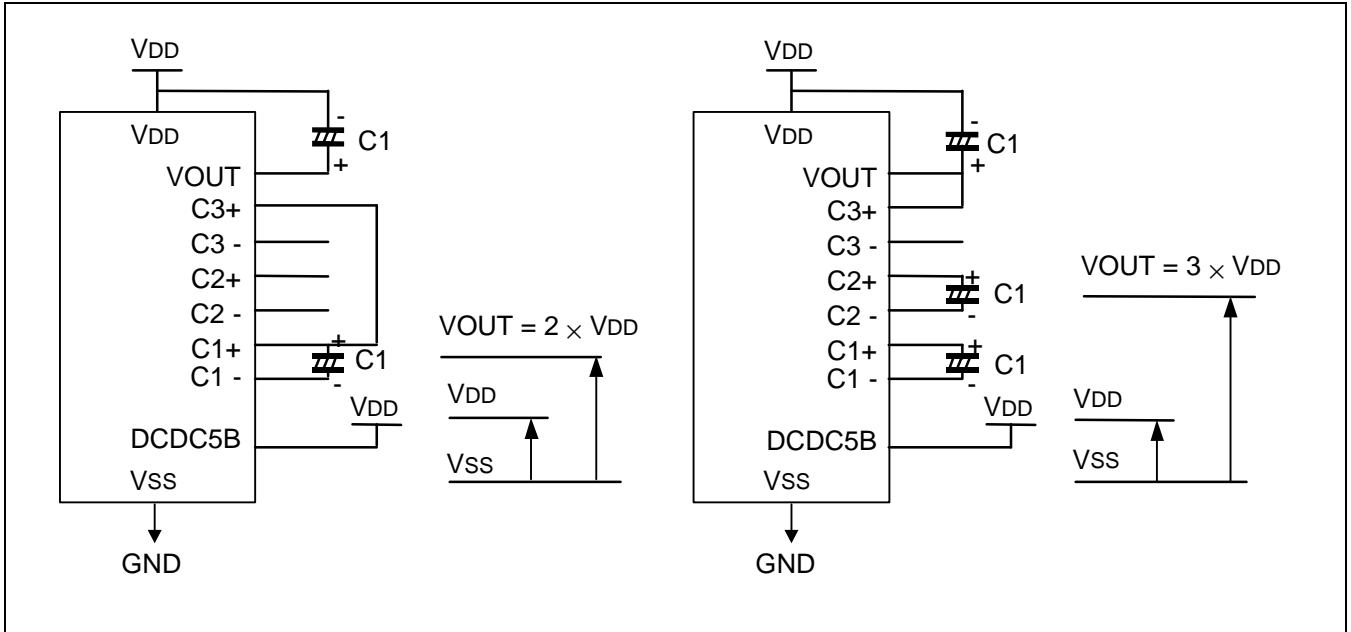 VDD
VDD
- C1
+
VOUT
C3+
C3 -
C2+
C2 -
C1+
+ C1
C1 -
-
VDD
DCDC5B
VSS
GND
VOUT = 2 × VDD
VDD
VSS
VDD
VDD
- C1
+
VOUT
C3+
C3 -
C2+
+ C1
C2 -
-
C1+
+ C1
C1 -
-
VDD
DCDC5B
VSS
GND
VOUT = 3 × VDD
VDD
VSS